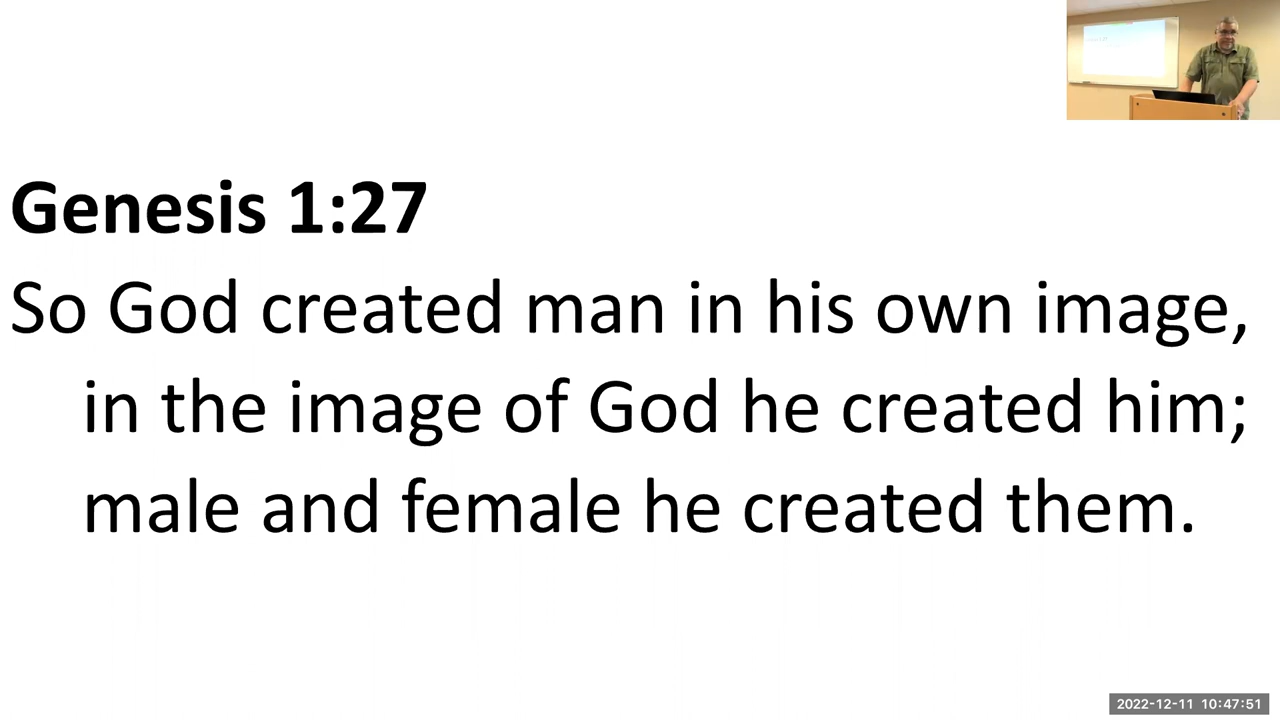 Genesis 1:27
So God created man in his own image,
in the image of God he created him;
male and female he created them.
2022-12-11 10:47:51